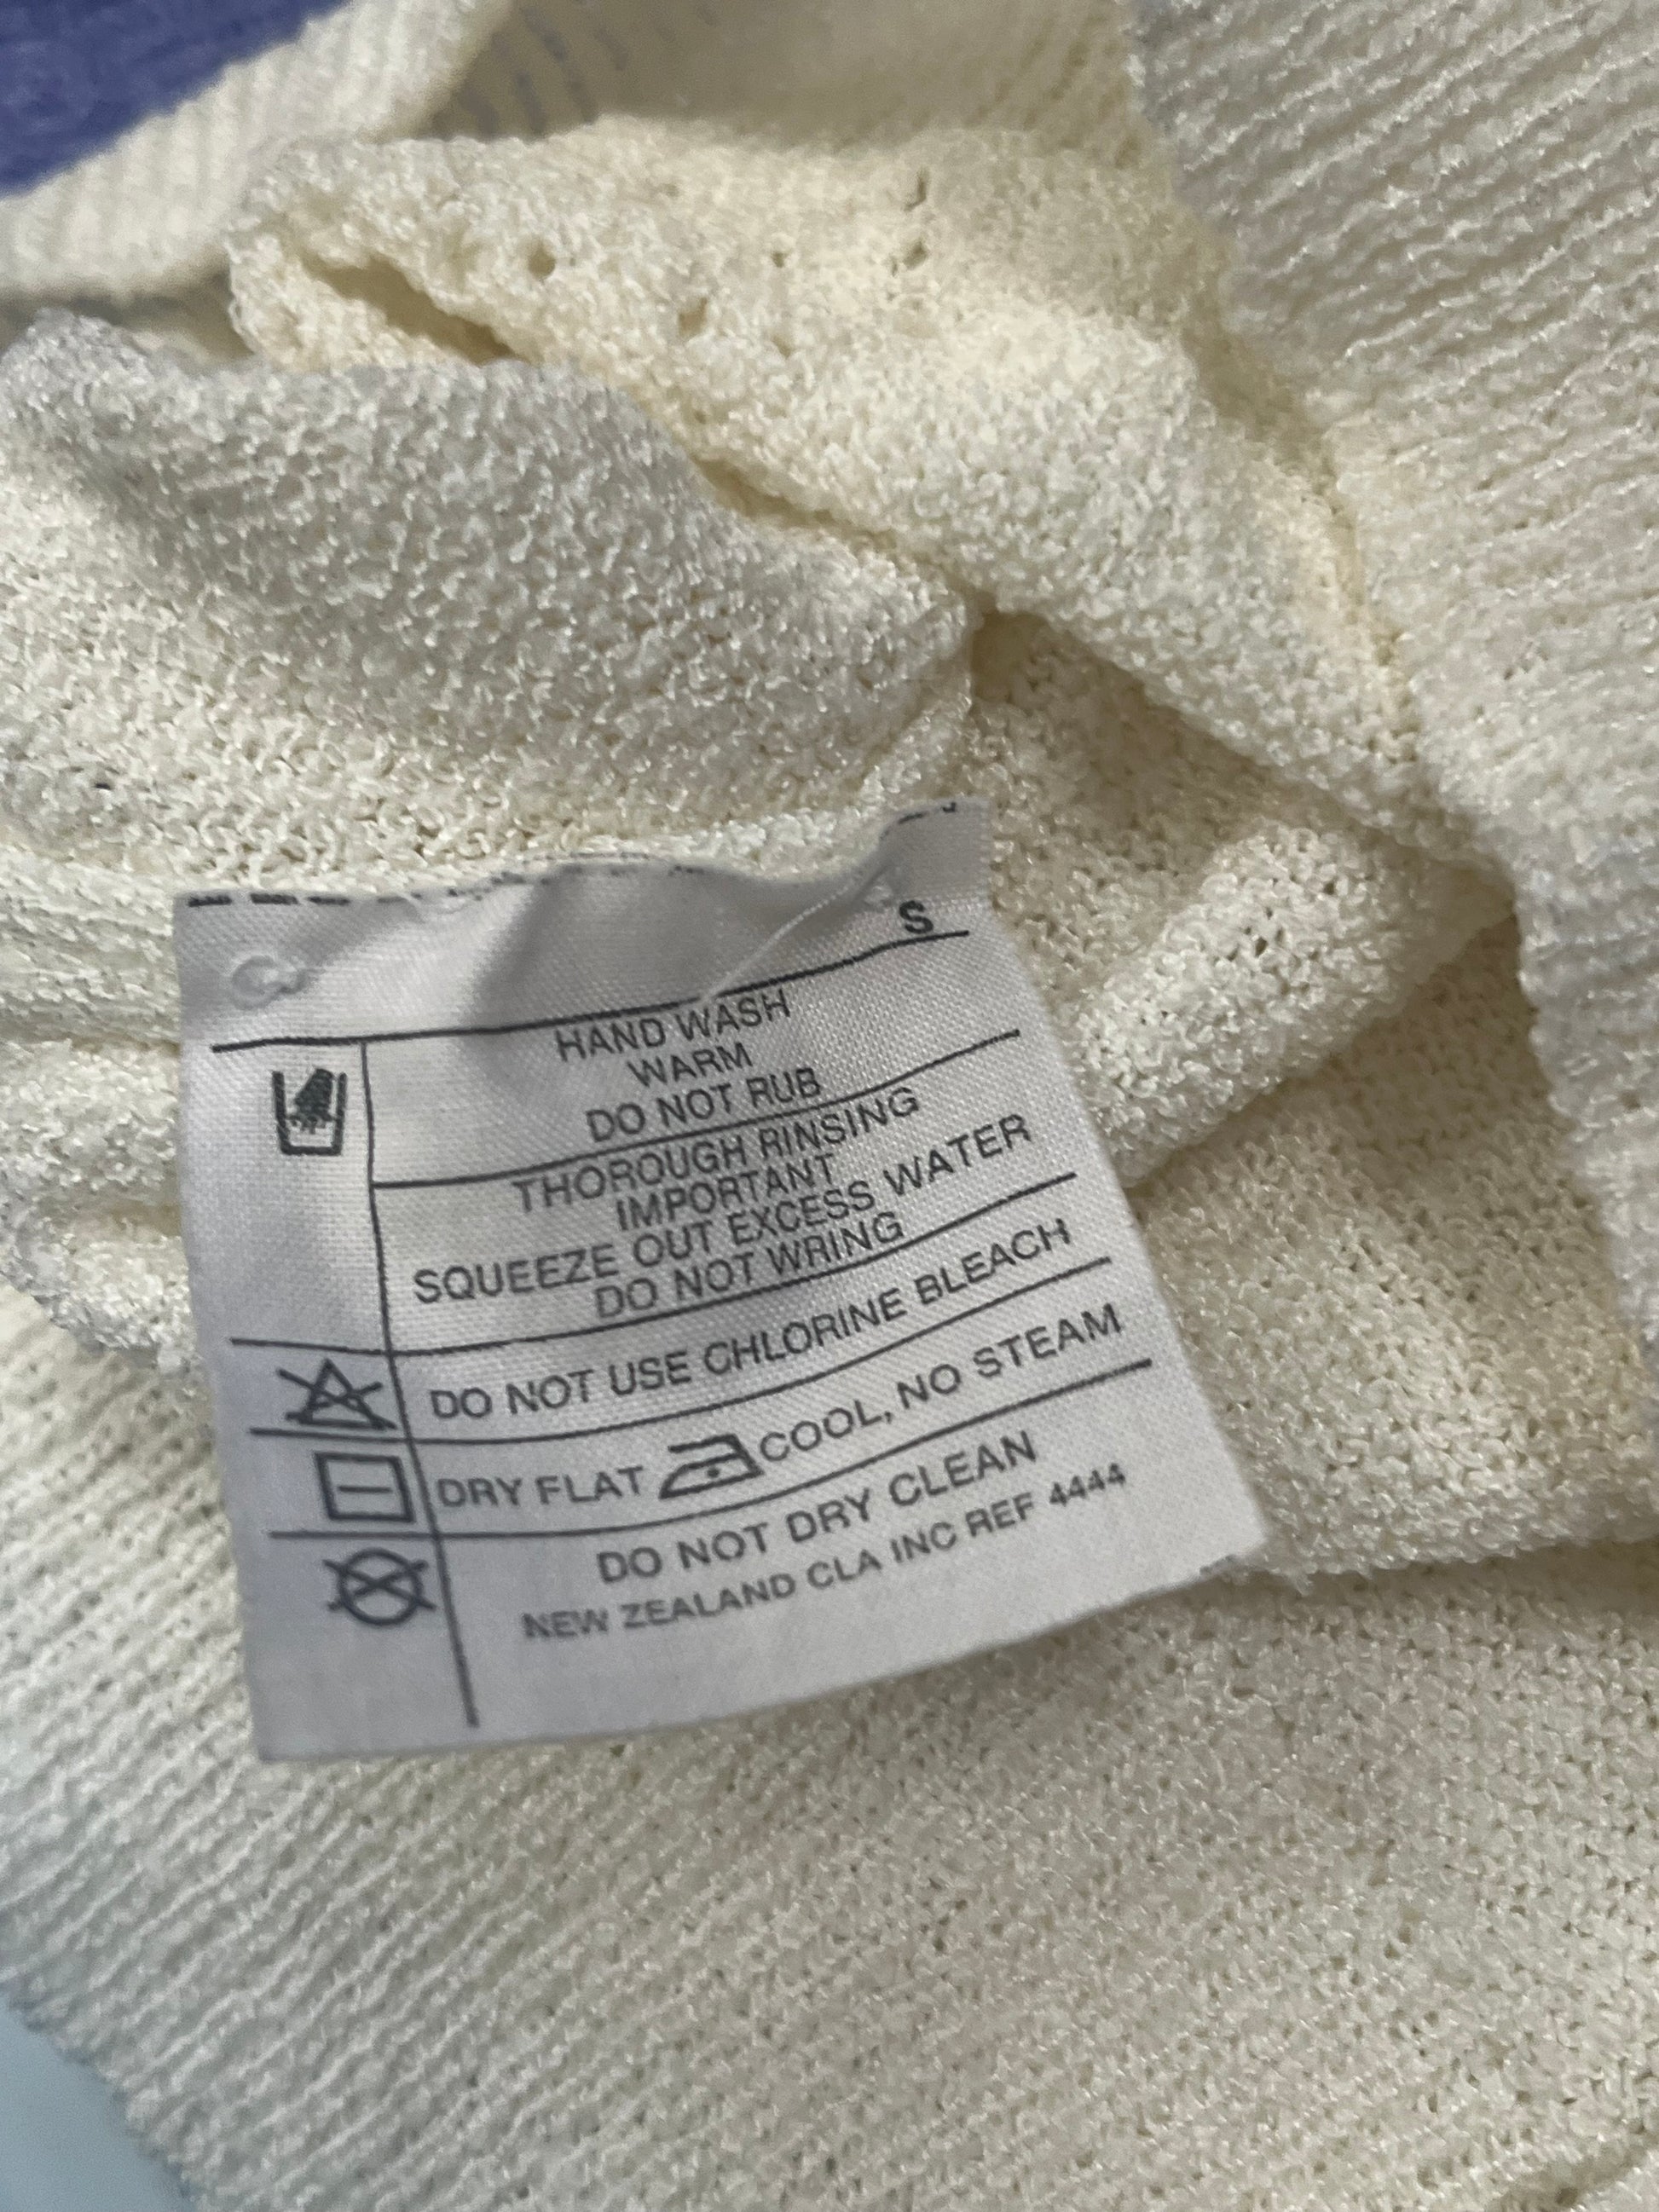 S
HAND WASH
WARM
DO NOT RUB
THOROUGH RINSING
IMPORTANT
SQUEEZE OUT EXCESS WATER
DO NOT WRING
DO NOT USE CHLORINE BLEACH
DRY FLAT COOL, NO STEAM
DO NOT DRY CLEAN
NEW ZEALAND CLA INC REF 4444